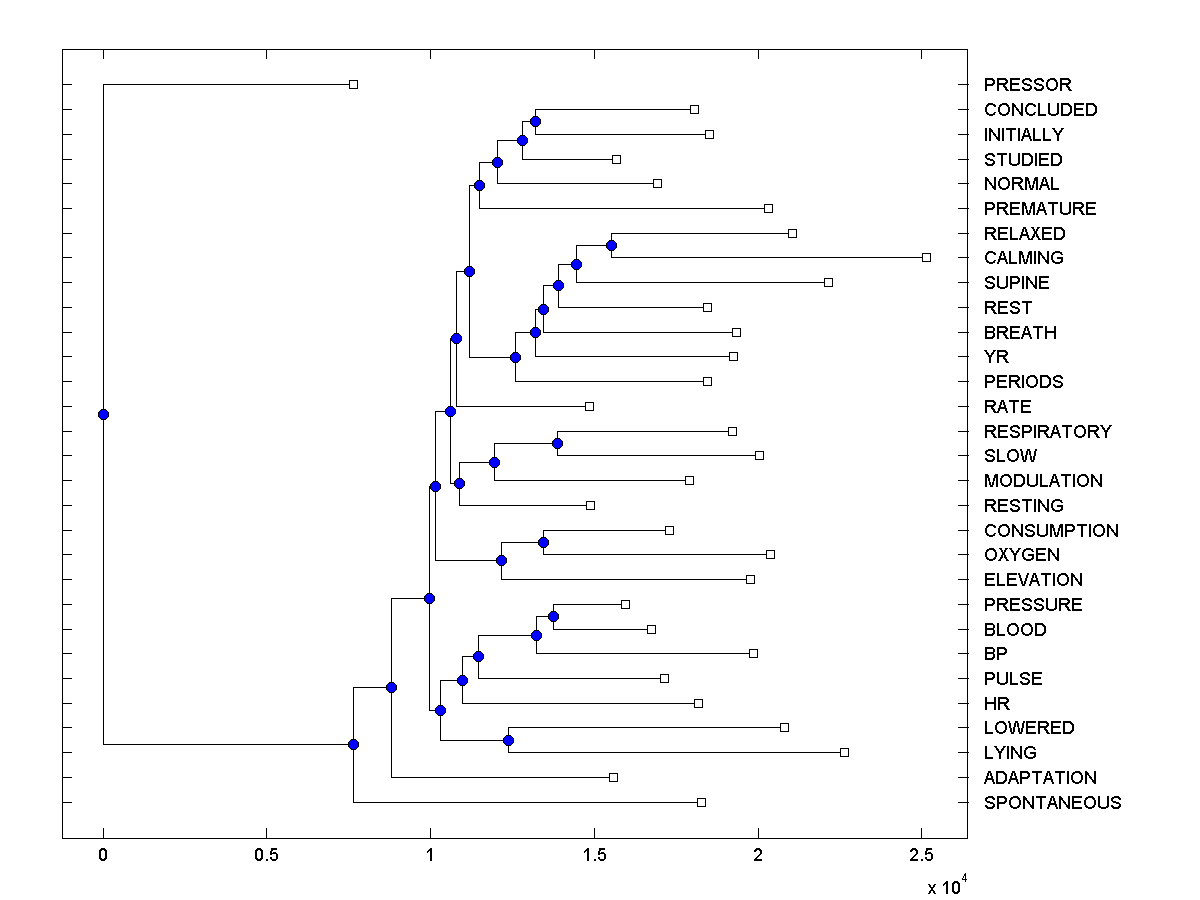 PRESSOR
CONCLUDED
INITIALLY
STUDIED
NORMAL
PREMATURE
RELAXED
CALMING
SUPINE
REST
BREATH
YR
PERIODS
RATE
RESPIRATORY
SLOW
MODULATION
RESTING
CONSUMPTION
OXYGEN
ELEVATION
PRESSURE
BLOOD
BP
PULSE
HR
LOWERED
LYING
ADAPTATION
SPONTANEOUS
0 0.5 1 1.5 2 2.5
x 10^4